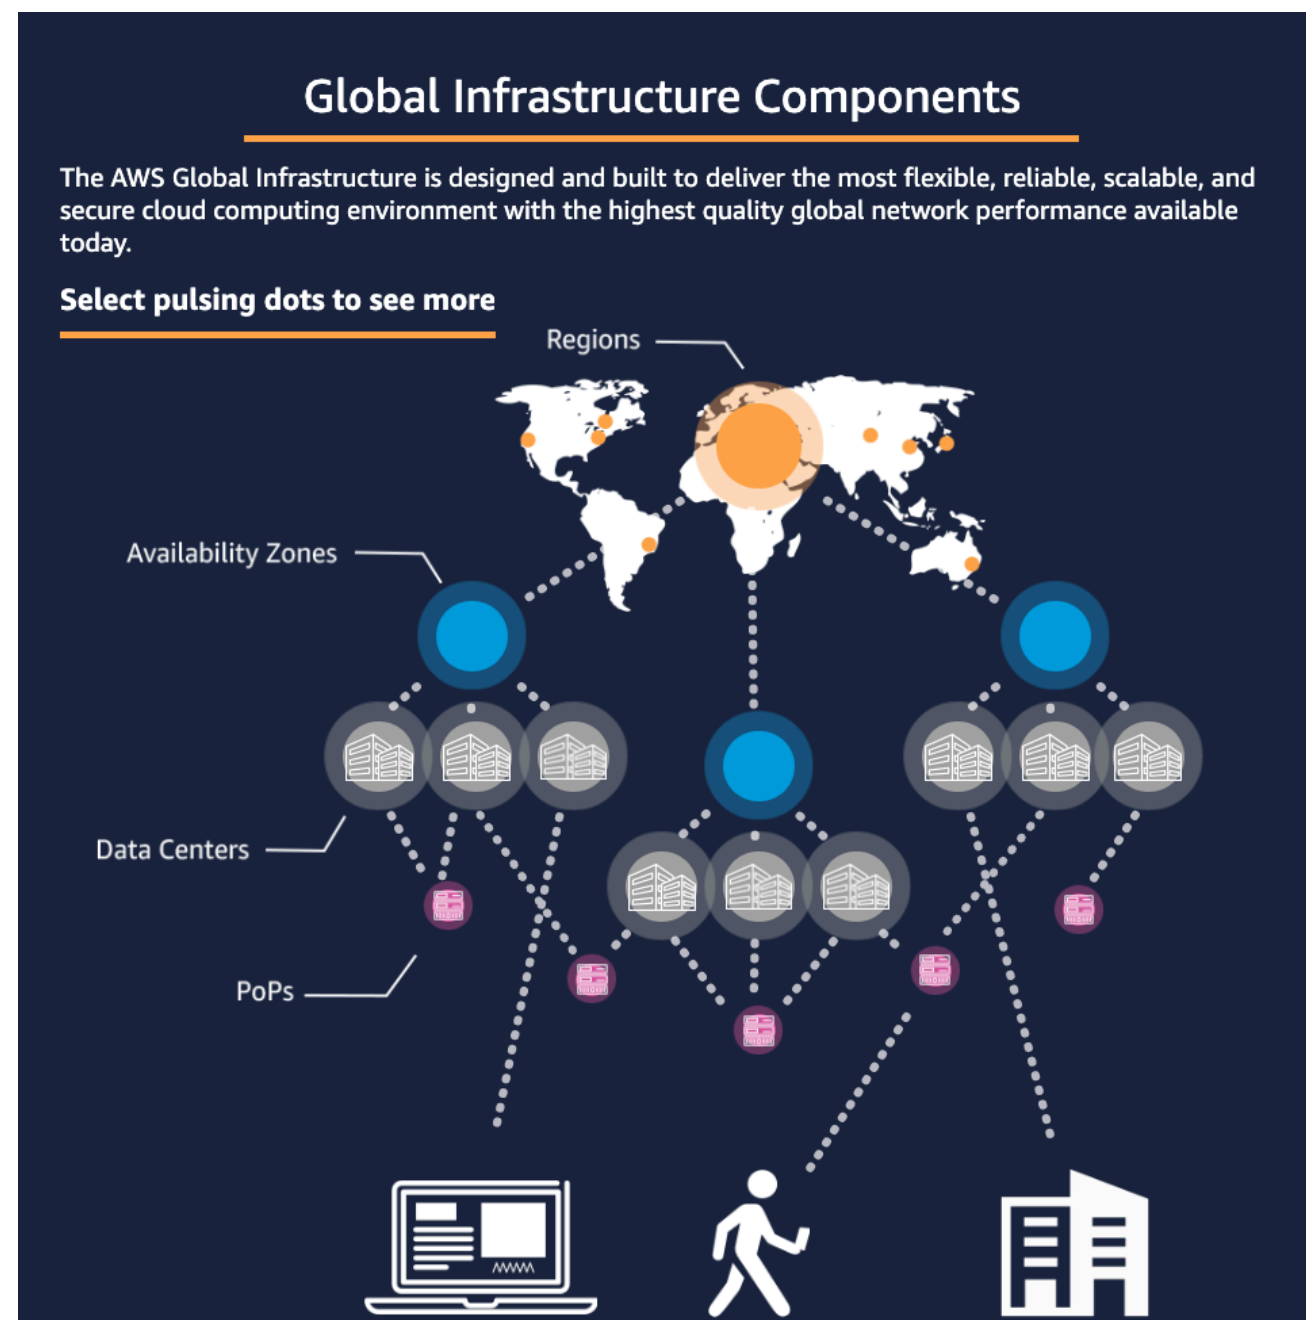 Global Infrastructure Components
The AWS Global Infrastructure is designed and built to deliver the most flexible, reliable, scalable, and
secure cloud computing environment with the highest quality global network performance available
today.
Select pulsing dots to see more
Regions
Availability Zones
Data Centers
PoPs